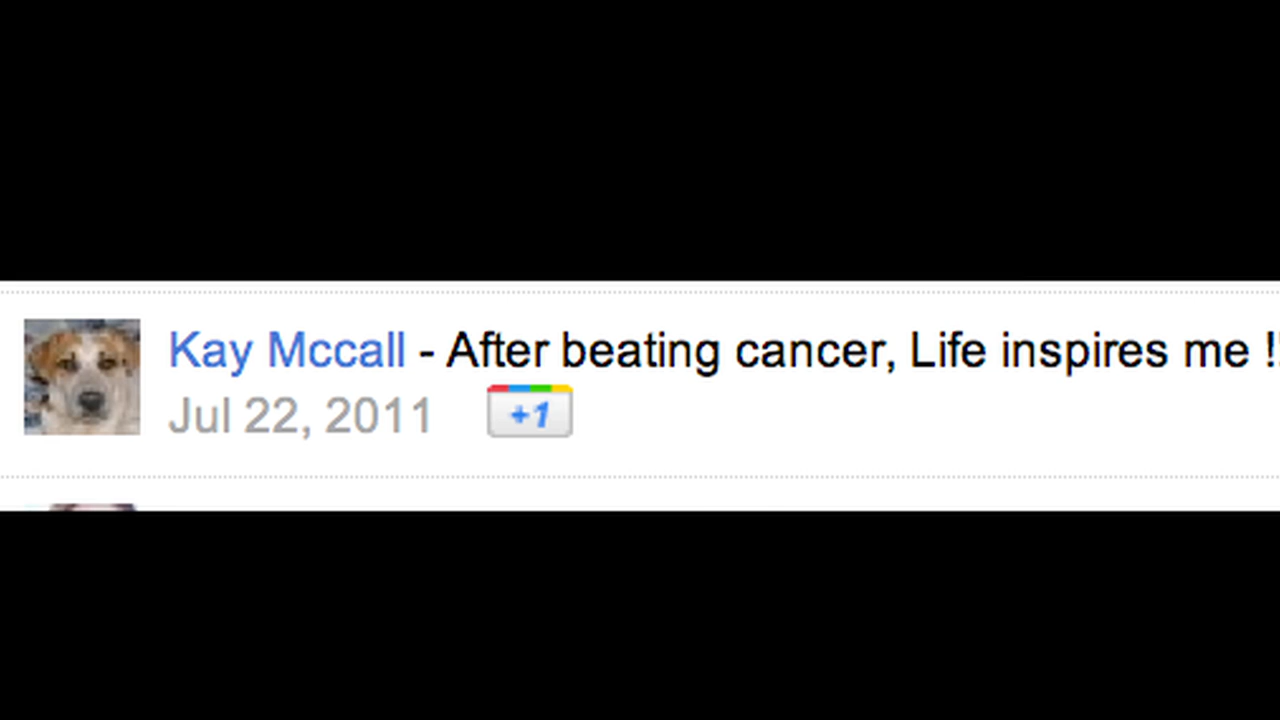 Kay Mccall - After beating cancer, Life inspires me !!
Jul 22, 2011 +1